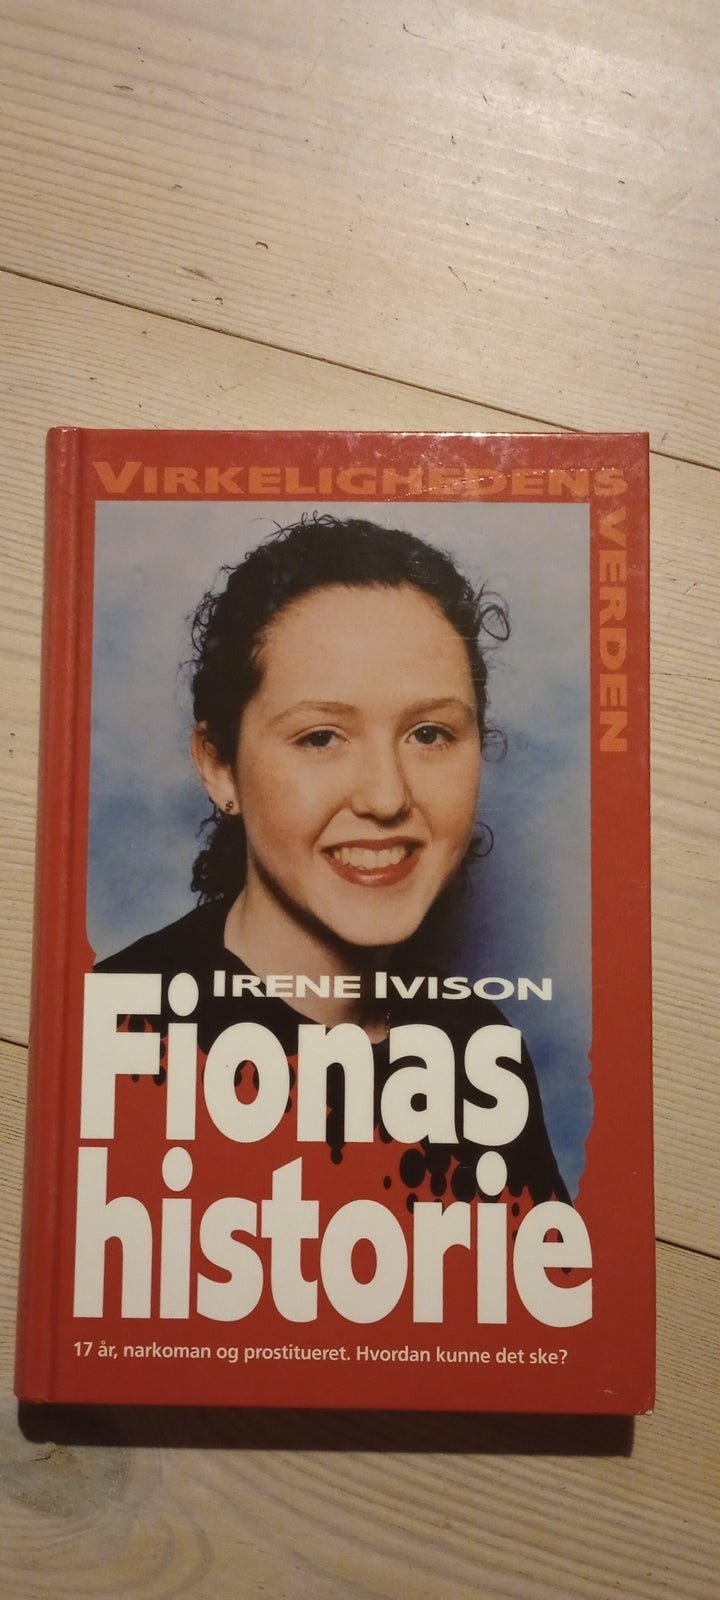 VIRKELIGHEDENS
VERDEN
IRENE IVISON
Fionas
historie
17 år, narkoman og prostitueret. Hvordan kunne det ske?